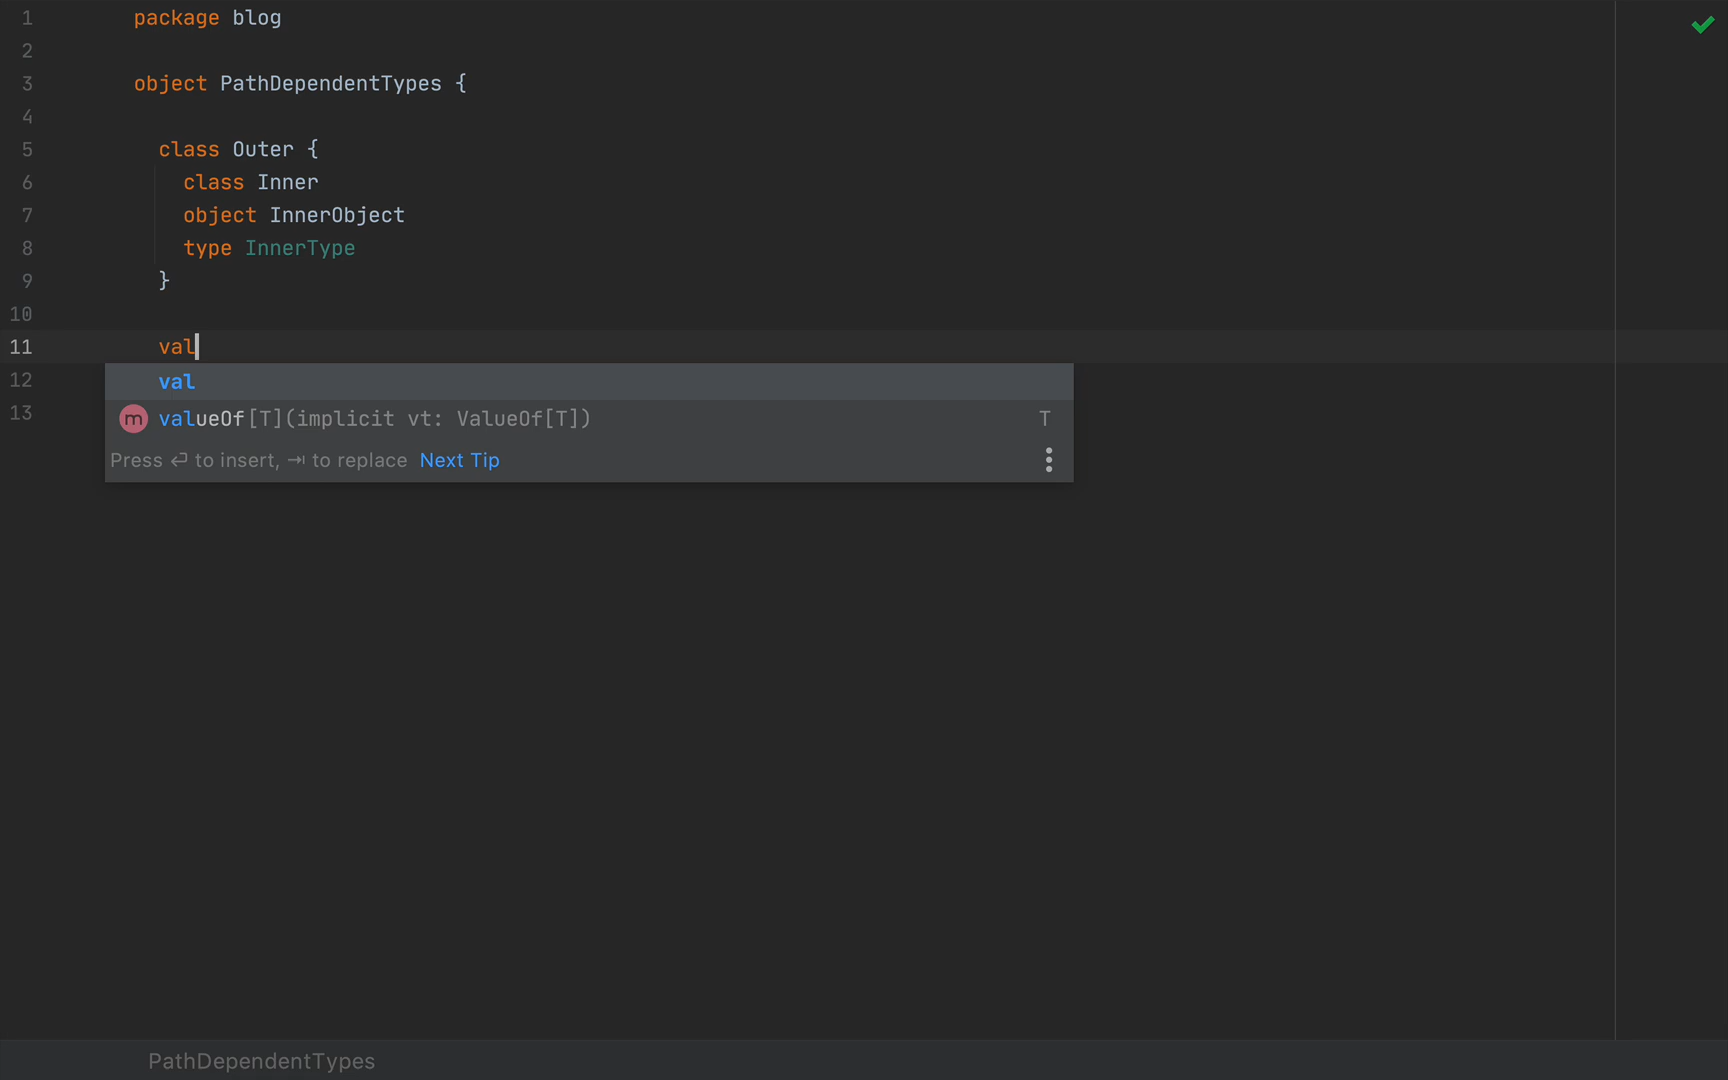 1 package blog
2
3 object PathDependentTypes {
4
5 class Outer {
6 class Inner
7 object InnerObject
8 type InnerType
9 }
10
11 val
12 val
13 m valueOf[T](implicit vt: ValueOf[T]) T
Press ↩ to insert, ⇥ to replace Next Tip
PathDependentTypes